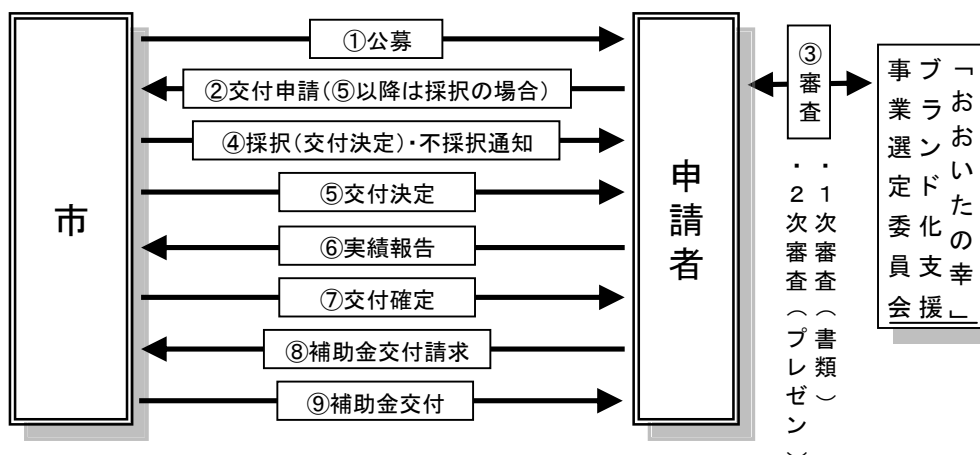 市
①公募
②交付申請(⑤以降は採択の場合)
④採択(交付決定)・不採択通知
⑤交付決定
⑥実績報告
⑦交付確定
⑧補助金交付請求
⑨補助金交付
申請者
③審査
・1次審査(書類)
・2次審査(プレゼン)
「おおいたの幸」
ブランド化支援
事業選定委員会